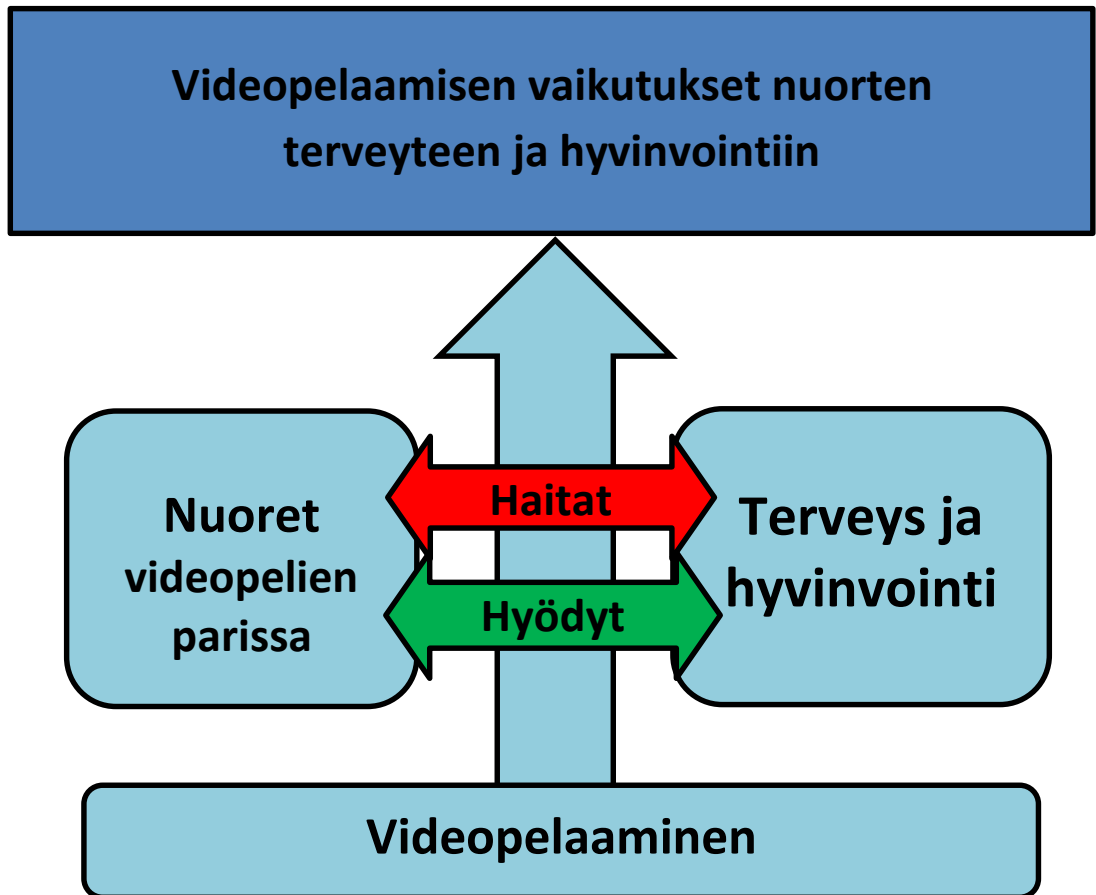 Videopelaamisen vaikutukset nuorten
terveyteen ja hyvinvointiin
Nuoret
videopelien
parissa
Haitat
Hyödyt
Terveys ja
hyvinvointi
Videopelaaminen